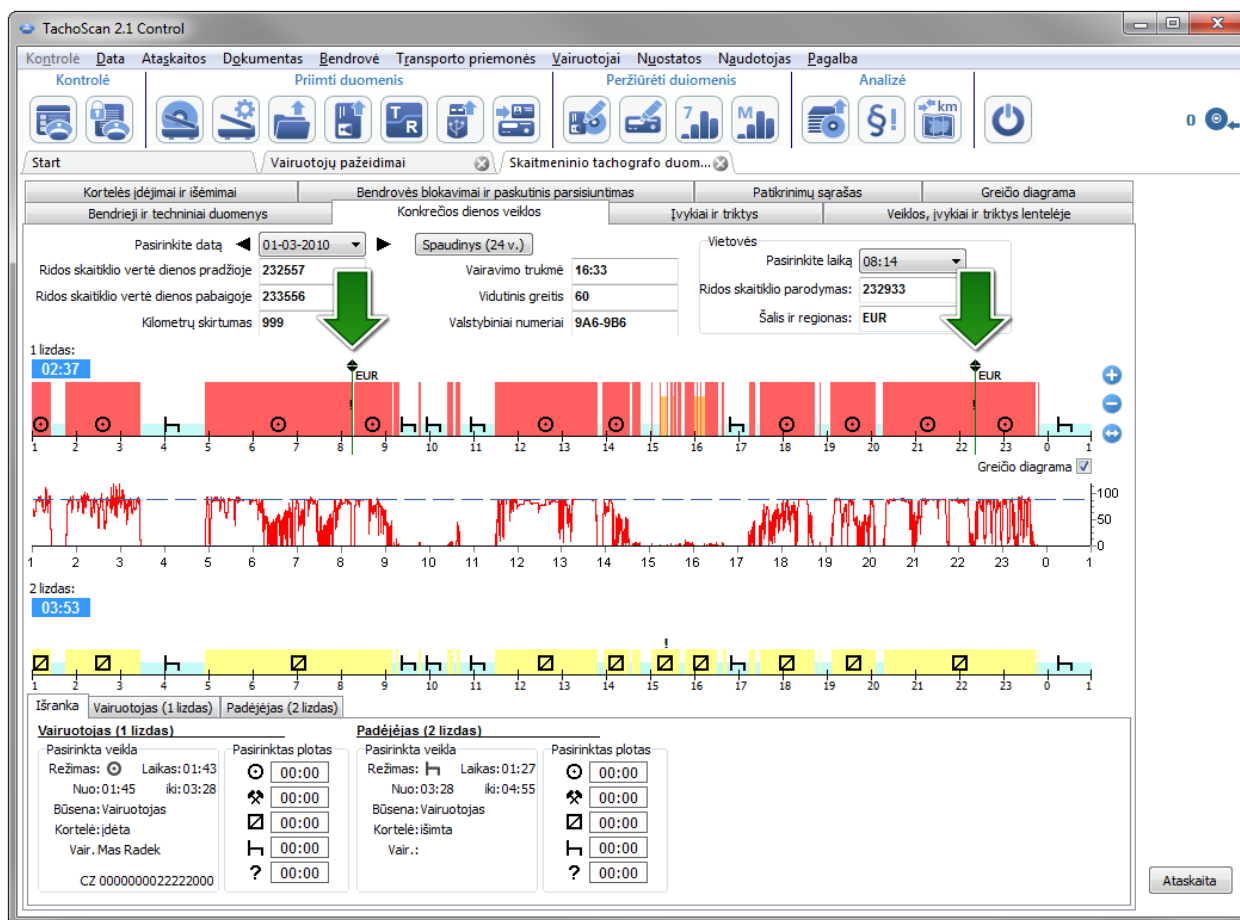 TachoScan 2.1 Control
Kontrolė Data Ataskaitos Dokumentas Bendrovė Transporto priemonės Vairuotojai Nuostatos Naudotojas Pagalba
Kontrolė Priimti duomenis Peržiūrėti duiomenis Analizė
T R 7 M §! km 0
Start Vairuotojų pažeidimai Skaitmeninio tachografo duom...
Kortelės įdėjimai ir išėmimai Bendrovės blokavimai ir paskutinis parsisiuntimas Patikrinimų sąrašas Greičio diagrama
Bendrieji ir techniniai duomenys Konkrečios dienos veiklos Įvykiai ir triktys Veiklos, įvykiai ir triktys lentelėje
Pasirinkite datą 01-03-2010 Spaudinys (24 v.) Vietovės
Pasirinkite laiką 08:14
Ridos skaitiklio vertė dienos pradžioje 232557 Vairavimo trukmė 16:33
Ridos skaitiklio vertė dienos pabaigoje 233556 Vidutinis greitis 60 Ridos skaitiklio parodymas: 232933
Kilometrų skirtumas 999 Valstybiniai numeriai 9A6-9B6 Šalis ir regionas: EUR
1 lizdas:
02:37
EUR EUR
! !
1 2 3 4 5 6 7 8 9 10 11 12 13 14 15 16 17 18 19 20 21 22 23 0 1
Greičio diagrama
100
50
0
1 2 3 4 5 6 7 8 9 10 11 12 13 14 15 16 17 18 19 20 21 22 23 0 1
2 lizdas:
03:53
!
1 2 3 4 5 6 7 8 9 10 11 12 13 14 15 16 17 18 19 20 21 22 23 0 1
Išranka Vairuotojas (1 lizdas) Padėjėjas (2 lizdas)
Vairuotojas (1 lizdas) Padėjėjas (2 lizdas)
Pasirinkta veikla Pasirinktas plotas Pasirinkta veikla Pasirinktas plotas
Režimas: Laikas: 01:43 00:00 Režimas: Laikas: 01:27 00:00
Nuo: 01:45 iki: 03:28 00:00 Nuo: 03:28 iki: 04:55 00:00
Būsena: Vairuotojas 00:00 Būsena: Vairuotojas 00:00
Kortelė: įdėta Kortelė: išimta
Vair. Mas Radek 00:00 Vair.: 00:00
CZ 0000000022222000 ? 00:00 ? 00:00
Ataskaita